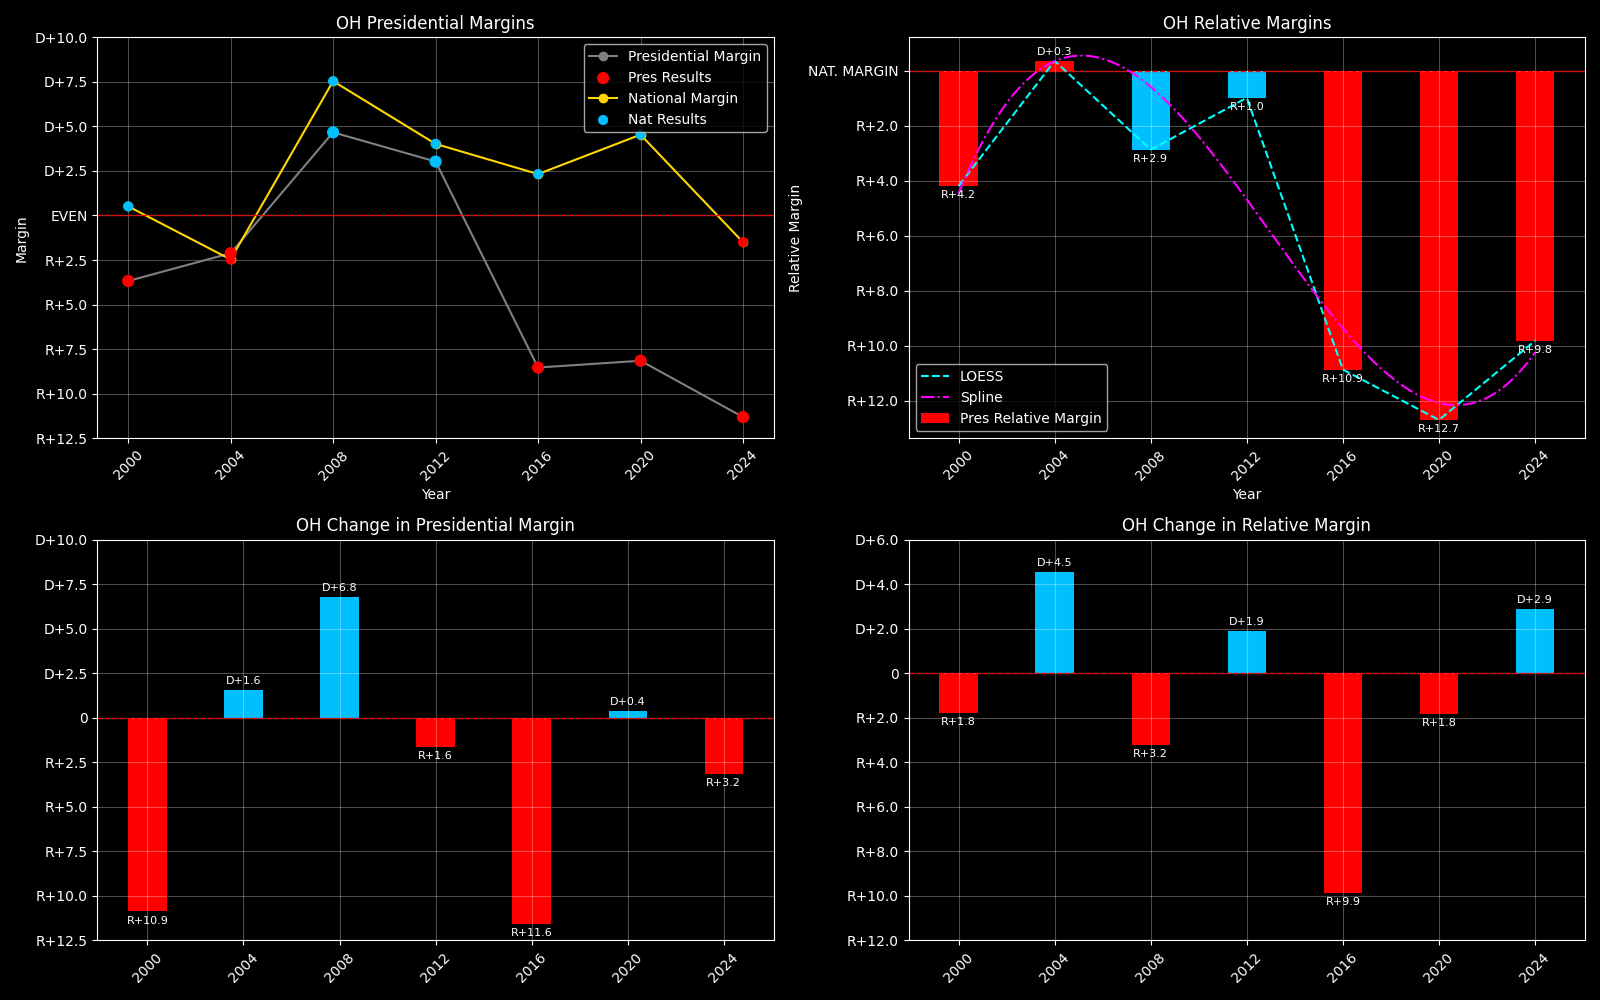 OH Presidential Margins
D+10.0
D+7.5
D+5.0
D+2.5
EVEN
R+2.5
R+5.0
R+7.5
R+10.0
R+12.5
Margin
Presidential Margin
Pres Results
National Margin
Nat Results
2000
2004
2008
2012
2016
2020
2024
Year
OH Relative Margins
NAT. MARGIN
R+2.0
R+4.0
R+6.0
R+8.0
R+10.0
R+12.0
Relative Margin
R+4.2
D+0.3
R+2.9
R+1.0
R+10.9
R+12.7
R+9.8
LOESS
Spline
Pres Relative Margin
2000
2004
2008
2012
2016
2020
2024
Year
OH Change in Presidential Margin
D+10.0
D+7.5
D+5.0
D+2.5
0
R+2.5
R+5.0
R+7.5
R+10.0
R+12.5
R+10.9
D+1.6
D+6.8
R+1.6
R+11.6
D+0.4
R+3.2
2000
2004
2008
2012
2016
2020
2024
OH Change in Relative Margin
D+6.0
D+4.0
D+2.0
0
R+2.0
R+4.0
R+6.0
R+8.0
R+10.0
R+12.0
R+1.8
D+4.5
R+3.2
D+1.9
R+9.9
R+1.8
D+2.9
2000
2004
2008
2012
2016
2020
2024